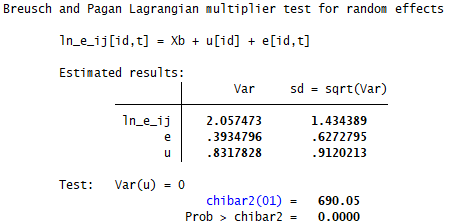 Breusch and Pagan Lagrangian multiplier test for random effects
ln_e_ij[id,t] = Xb + u[id] + e[id,t]
Estimated results:
Var sd = sqrt(Var)
ln_e_ij 2.057473 1.434389
e .3934796 .6272795
u .8317828 .9120213
Test: Var(u) = 0
chibar2(01) = 690.05
Prob > chibar2 = 0.0000